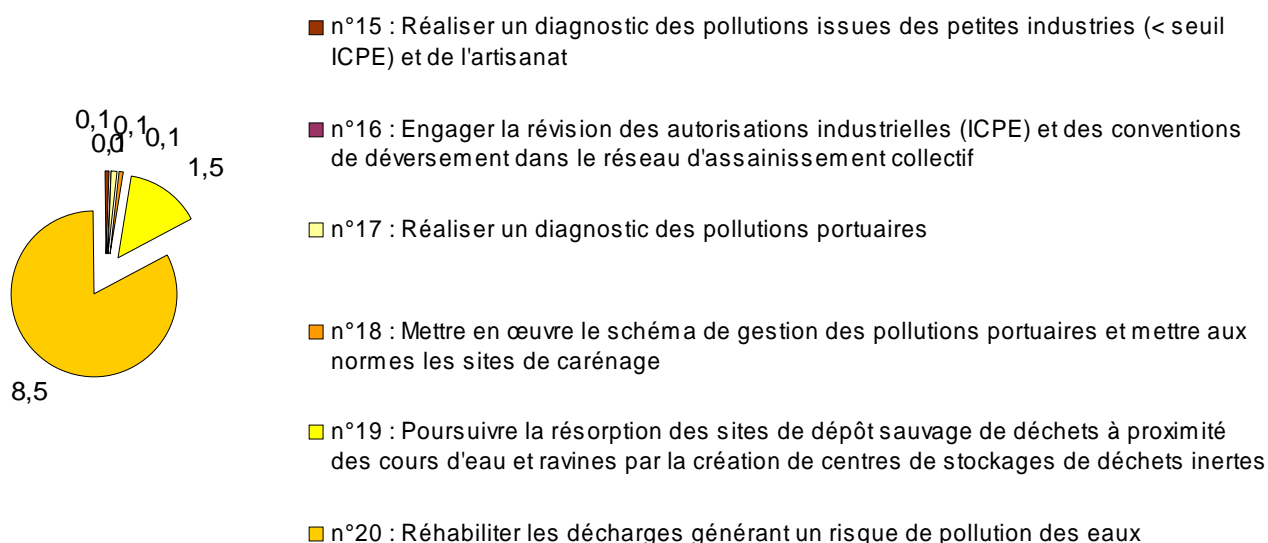 n°15 : Réaliser un diagnostic des pollutions issues des petites industries (< seuil
ICPE) et de l'artisanat
0,1
0,1
0,1
0,0
1,5
n°16 : Engager la révision des autorisations industrielles (ICPE) et des conventions
de déversement dans le réseau d'assainissement collectif
n°17 : Réaliser un diagnostic des pollutions portuaires
n°18 : Mettre en œuvre le schéma de gestion des pollutions portuaires et mettre aux
normes les sites de carénage
8,5
n°19 : Poursuivre la résorption des sites de dépôt sauvage de déchets à proximité
des cours d'eau et ravines par la création de centres de stockages de déchets inertes
n°20 : Réhabiliter les décharges générant un risque de pollution des eaux